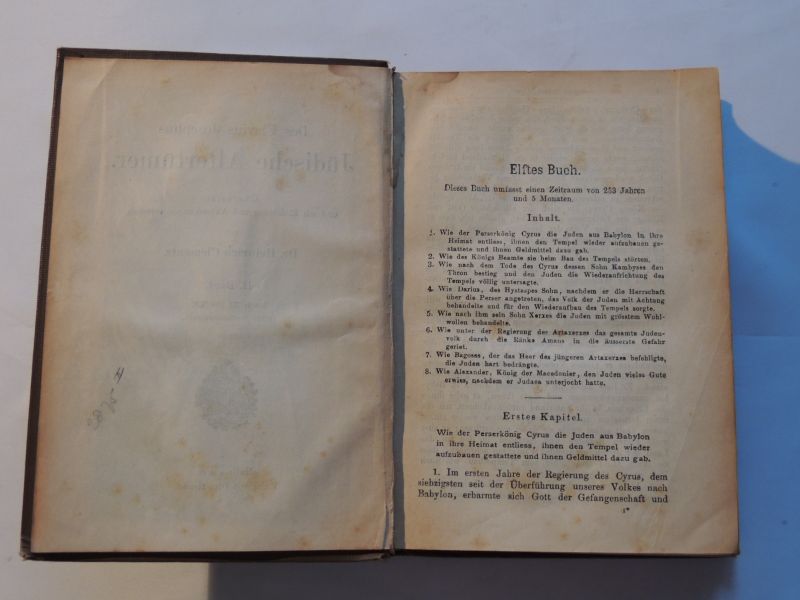 Elftes Buch.
Dieses Buch umfasst einen Zeitraum von 253 Jahren
und 5 Monaten.
Inhalt.
1. Wie der Perserkönig Cyrus die Juden aus Babylon in ihre
Heimat entliess, ihnen den Tempel wieder aufzubauen ge-
stattete und ihnen Geldmittel dazu gab.
2. Wie des Königs Beamte sie beim Bau des Tempels störten.
3. Wie nach dem Tode des Cyrus dessen Sohn Kambyses den
Thron bestieg und den Juden die Wiederaufrichtung des
Tempels völlig untersagte.
4. Wie Darius, des Hystaspes Sohn, nachdem er die Herrschaft
über die Perser angetreten, das Volk der Juden mit Achtung
behandelte und für den Wiederaufbau des Tempels sorgte.
5. Wie nach ihm sein Sohn Xerxes die Juden mit grösstem Wohl-
wollen behandelte.
6. Wie unter der Regierung des Artaxerxes das gesamte Juden-
volk durch die Ränke Amans in die äusserste Gefahr
geriet.
7. Wie Bagoses, der das Heer des jüngeren Artaxerxes befehligte,
die Juden hart bedrängte.
8. Wie Alexander, König der Macedonier, den Juden vieles Gute
erwies, nachdem er Judaea unterjocht hatte.
Erstes Kapitel.
Wie der Perserkönig Cyrus die Juden aus Babylon
in ihre Heimat entliess, ihnen den Tempel wieder
aufzubauen gestattete und ihnen Geldmittel dazu gab.
1. Im ersten Jahre der Regierung des Cyrus, dem
siebzigsten seit der Überführung unseres Volkes nach
Babylon, erbarmte sich Gott der Gefangenschaft und
1*
Jüdische Altertümer.